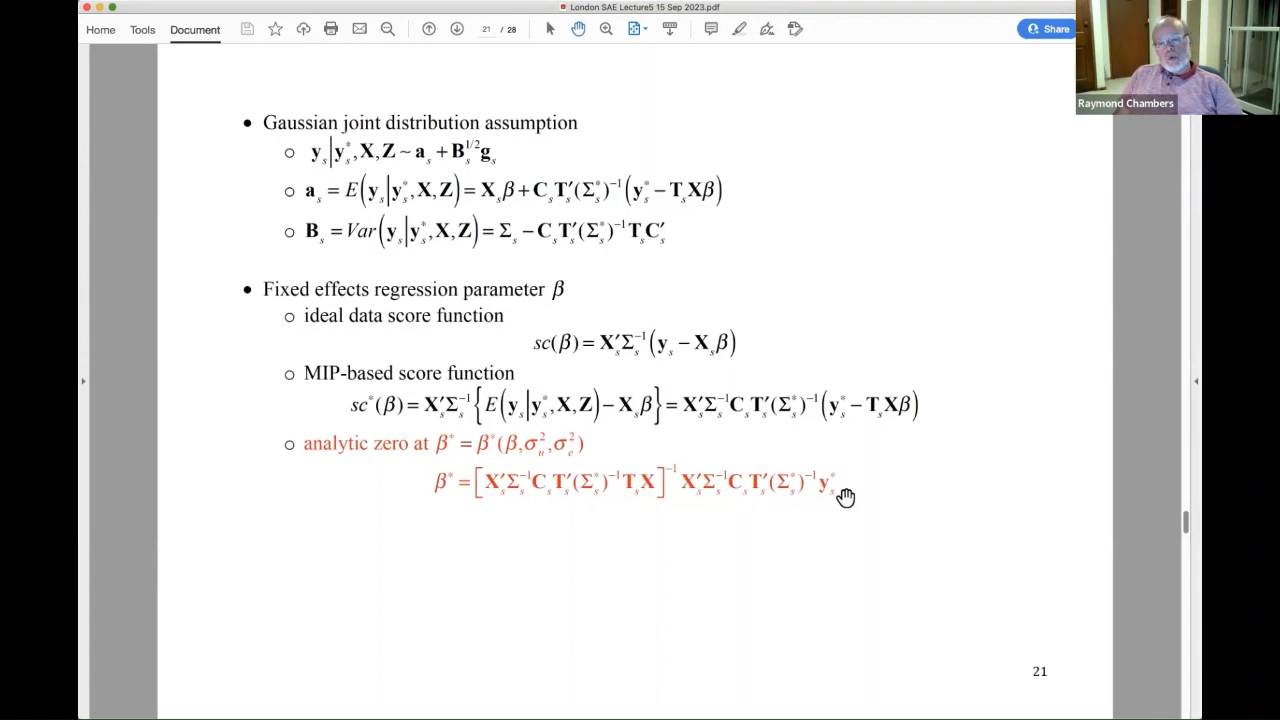 London SAE Lecture5 15 Sep 2023.pdf
Home Tools Document 21 / 28 Share
Raymond Chambers
• Gaussian joint distribution assumption
○ y_s | y_s^*, X, Z ~ a_s + B_s^{1/2} g_s
○ a_s = E(y_s | y_s^*, X, Z) = X_s β + C_s T_s′(Σ_s^*)^{-1}(y_s^* − T_s Xβ)
○ B_s = Var(y_s | y_s^*, X, Z) = Σ_s − C_s T_s′(Σ_s^*)^{-1} T_s C_s′
• Fixed effects regression parameter β
○ ideal data score function
sc(β) = X_s′ Σ_s^{-1}(y_s − X_s β)
○ MIP-based score function
sc^*(β) = X_s′ Σ_s^{-1}{E(y_s | y_s^*, X, Z) − X_s β} = X_s′ Σ_s^{-1} C_s T_s′(Σ_s^*)^{-1}(y_s^* − T_s Xβ)
○ analytic zero at β^* = β^*(β, σ_u^2, σ_e^2)
β^* = [X_s′ Σ_s^{-1} C_s T_s′(Σ_s^*)^{-1} T_s X]^{-1} X_s′ Σ_s^{-1} C_s T_s′(Σ_s^*)^{-1} y_s^*
21